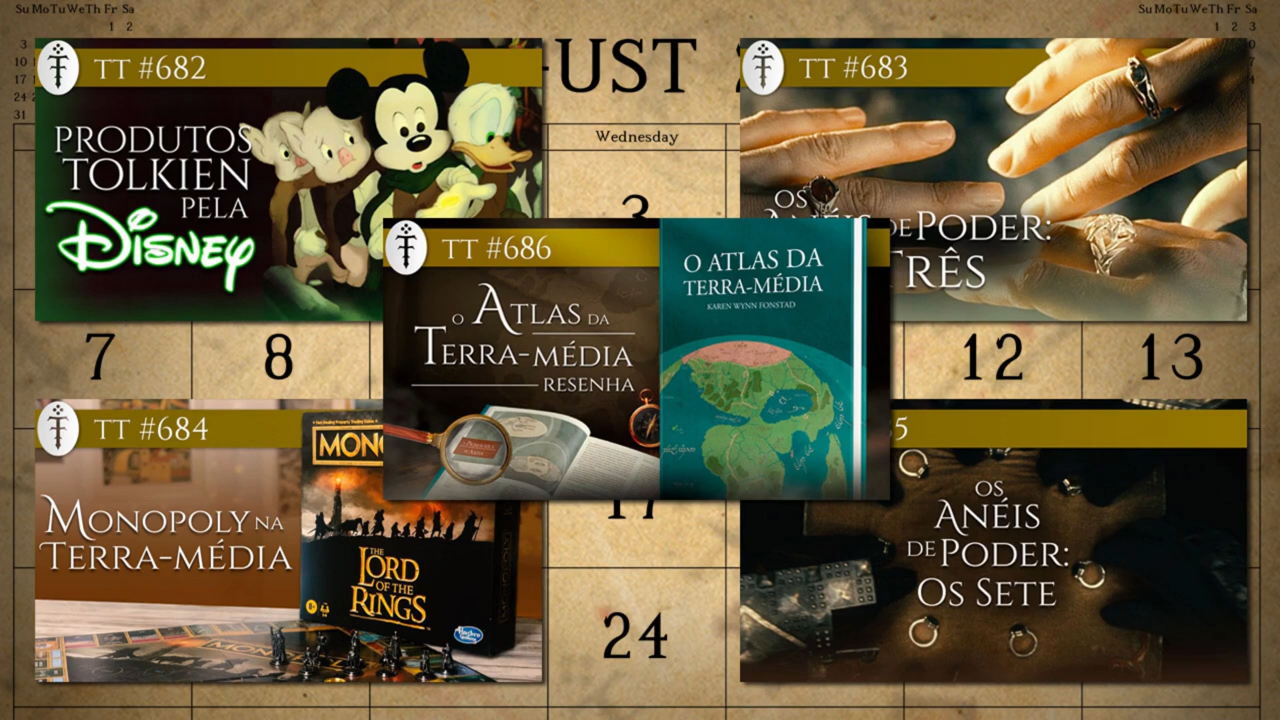 Su Mo Tu We Th Fr Sa
1 2
3
10
17
24
31
UST
Su Mo Tu We Th Fr Sa
1 2 3
Wednesday
3
7
8
12
13
17
24
TT #682
PRODUTOS
TOLKIEN
PELA
DISNEY
TT #683
OS
ANÉIS DE PODER:
TRÊS
TT #686
O ATLAS DA
TERRA-MÉDIA
RESENHA
O ATLAS DA
TERRA-MÉDIA
KAREN WYNN FONSTAD
TT #684
MONOPOLY NA
TERRA-MÉDIA
MONO
THE
LORD
OF THE
RINGS
8+
Hasbro
Gaming
5
OS
ANÉIS
DE PODER:
OS SETE